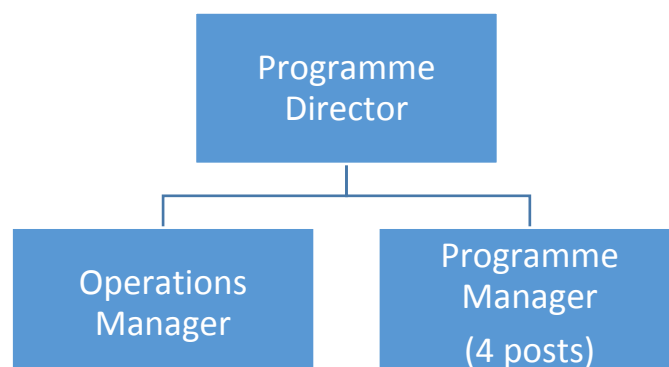 Programme
Director
Operations
Manager
Programme
Manager
(4 posts)